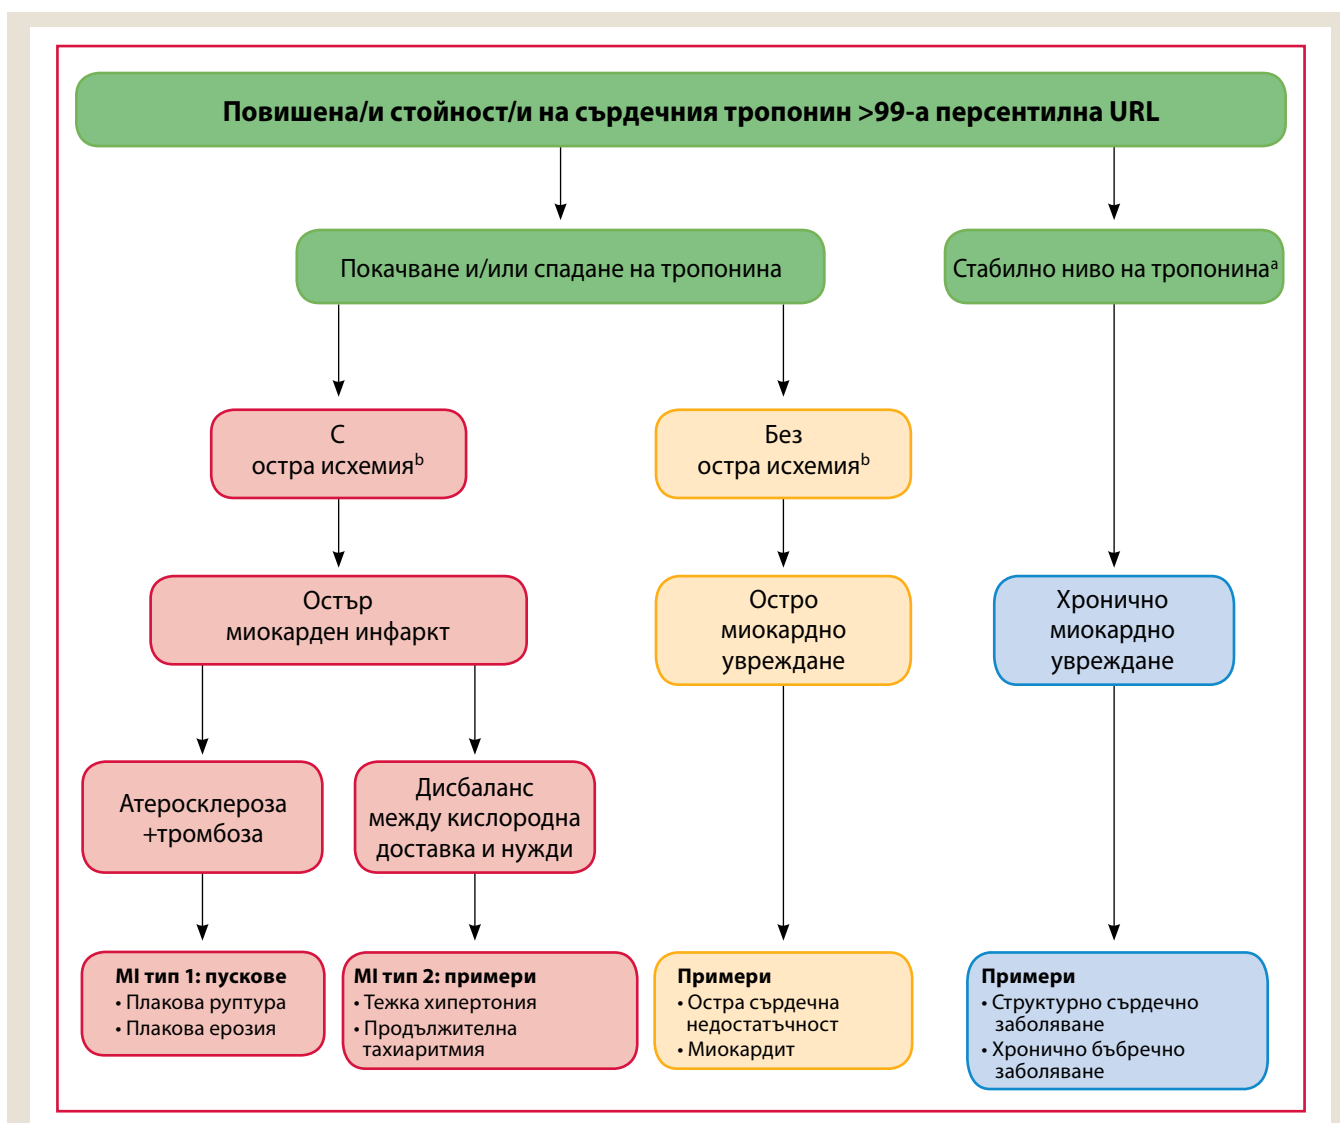 Повишена/и стойност/и на сърдечния тропонин >99-а персентилна URL
Покачване и/или спадане на тропонина
Стабилно ниво на тропонинаᵃ
С
остра исхемияᵇ
Без
остра исхемияᵇ
Остър
миокарден инфаркт
Остро
миокардно
увреждане
Хронично
миокардно
увреждане
Атеросклероза
+тромбоза
Дисбаланс
между кислородна
доставка и нужди
MI тип 1: пускове
• Плакова руптура
• Плакова ерозия
MI тип 2: примери
• Тежка хипертония
• Продължителна
тахиаритмия
Примери
• Остра сърдечна
недостатъчност
• Миокардит
Примери
• Структурно сърдечно
заболяване
• Хронично бъбречно
заболяване